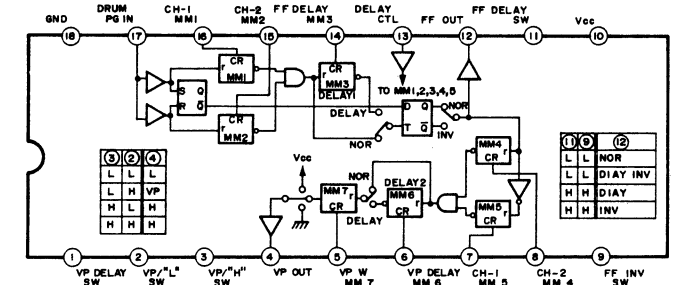 GND DRUM PG IN CH-1 MM1 CH-2 MM2 FF DELAY MM3 DELAY CTL FF OUT FF DELAY SW Vcc
18 17 16 15 14 13 12 11 10
r CR MM1
S Q
R Q̅
r CR MM2
r CR MM3
DELAY1
DELAY
NOR
TO MM1,2,3,4,5
D
T Q̅
NOR
INV
MM4 CR r
MM5 CR r
3 2 4
L L L
L H VP
H L H
H H H
Vcc
MM7 r CR
NOR
DELAY
DELAY2
MM6 r CR
11 9 12
L L NOR
L L DIAY INV
H H DIAY
H H INV
1 2 3 4 5 6 7 8 9
VP DELAY SW VP/"L" SW VP/"H" SW VP OUT VP W MM 7 VP DELAY MM 6 CH-1 MM 5 CH-2 MM 4 FF INV SW